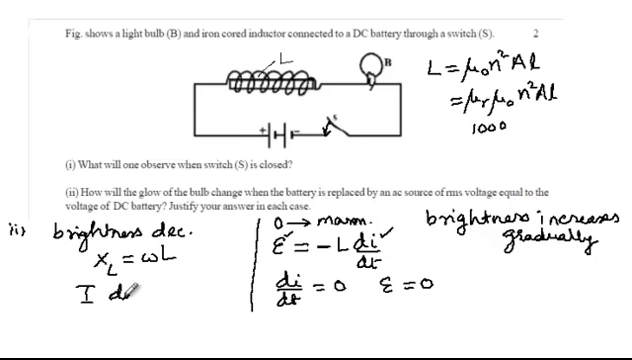 Fig. shows a light bulb (B) and iron cored inductor connected to a DC battery through a switch (S). 2
L
B
L = μ₀n²Al
= μᵣμ₀n²Al
1000
+ -
s
(i) What will one observe when switch (S) is closed?
(ii) How will the glow of the bulb change when the battery is replaced by an ac source of rms voltage equal to the
voltage of DC battery? Justify your answer in each case.
ii) brightness dec.
X_L = ωL
I de
0 → maxm.
ε = -L di/dt
di/dt = 0 ε = 0
brightness increases
gradually